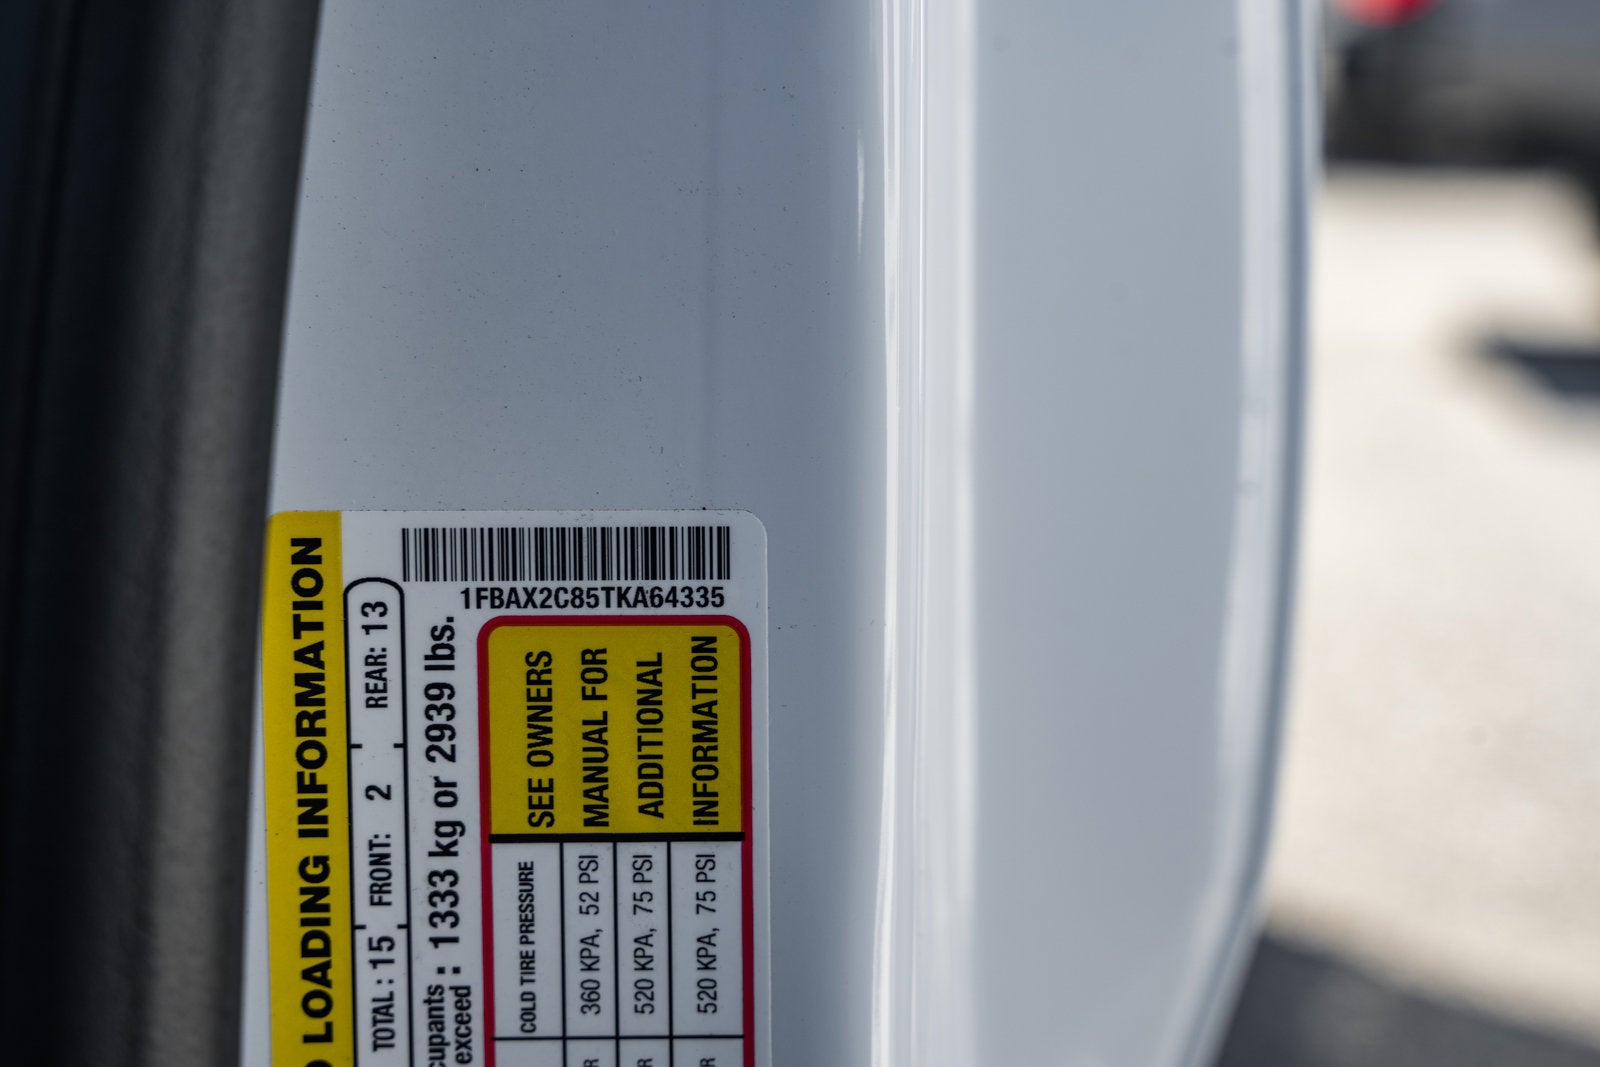 1FBAX2C85TKA64335
LOADING INFORMATION
TOTAL: 15 FRONT: 2 REAR: 13
cupants : 1333 kg or 2939 lbs.
exceed :
COLD TIRE PRESSURE
360 KPA, 52 PSI
520 KPA, 75 PSI
520 KPA, 75 PSI
SEE OWNERS
MANUAL FOR
ADDITIONAL
INFORMATION